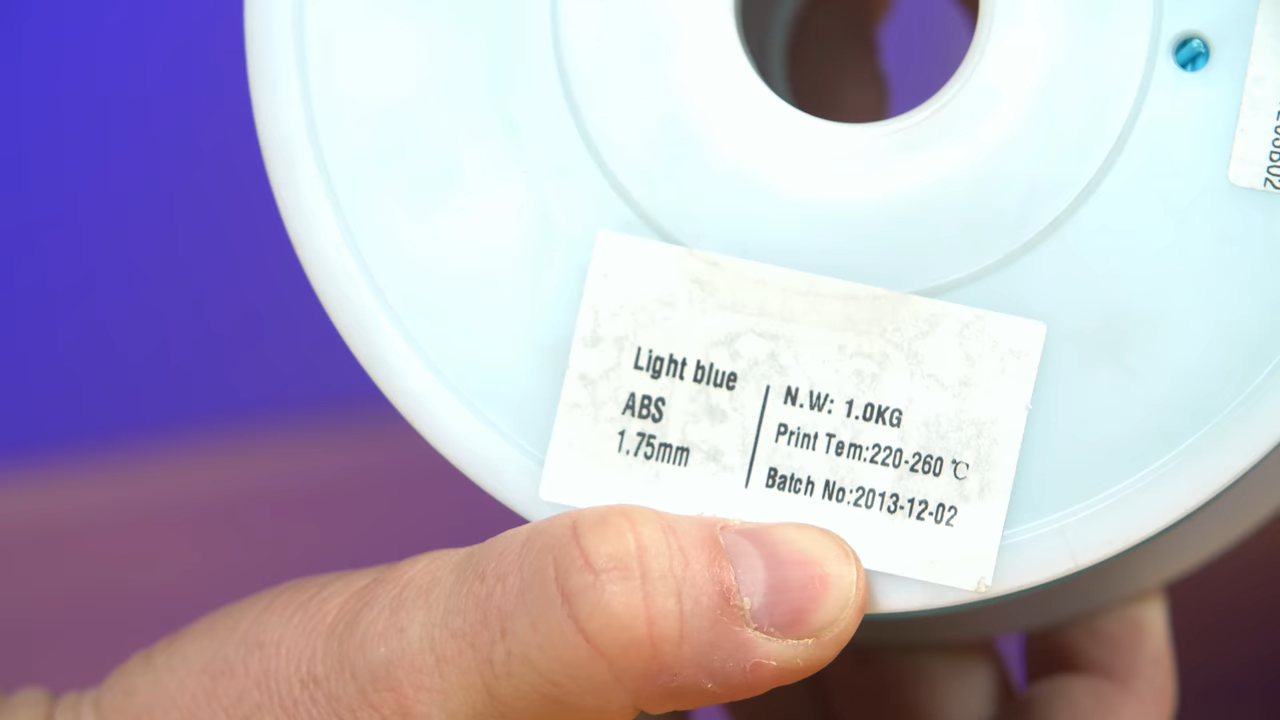 Light blue
ABS
1.75mm
N.W: 1.0KG
Print Tem:220-260 ℃
Batch No:2013-12-02